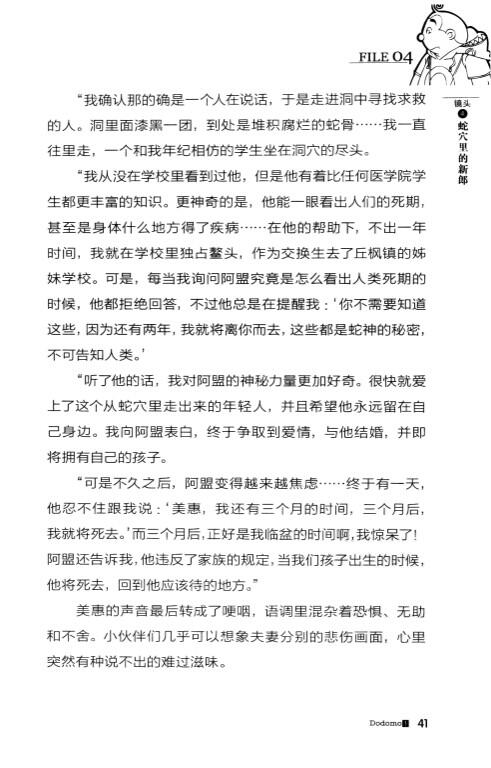 FILE 04
镜头
4
蛇穴里的新郎
“我确认那的确是一个人在说话，于是走进洞中寻找求救
的人。洞里面漆黑一团，到处是堆积腐烂的蛇骨……我一直
往里走，一个和我年纪相仿的学生坐在洞穴的尽头。
“我从没在学校里看到过他，但是他有着比任何医学院学
生都更丰富的知识。更神奇的是，他能一眼看出人们的死期，
甚至是身体什么地方得了疾病……在他的帮助下，不出一年
时间，我就在学校里独占鳌头，作为交换生去了丘枫镇的姊
妹学校。可是，每当我询问阿盟究竟是怎么看出人类死期的
时候，他都拒绝回答，不过他总是在提醒我：‘你不需要知道
这些，因为还有两年，我就将离你而去，这些都是蛇神的秘密，
不可告知人类。’
“听了他的话，我对阿盟的神秘力量更加好奇。很快就爱
上了这个从蛇穴里走出来的年轻人，并且希望他永远留在自
己身边。我向阿盟表白，终于争取到爱情，与他结婚，并即
将拥有自己的孩子。
“可是不久之后，阿盟变得越来越焦虑……终于有一天，
他忍不住跟我说：‘美惠，我还有三个月的时间，三个月后，
我就将死去。’而三个月后，正好是我临盆的时间啊，我惊呆了！
阿盟还告诉我，他违反了家族的规定，当我们孩子出生的时候，
他将死去，回到他应该待的地方。”
美惠的声音最后转成了哽咽，语调里混杂着恐惧、无助
和不舍。小伙伴们几乎可以想象夫妻分别的悲伤画面，心里
突然有种说不出的难过滋味。
Dodomo1 41